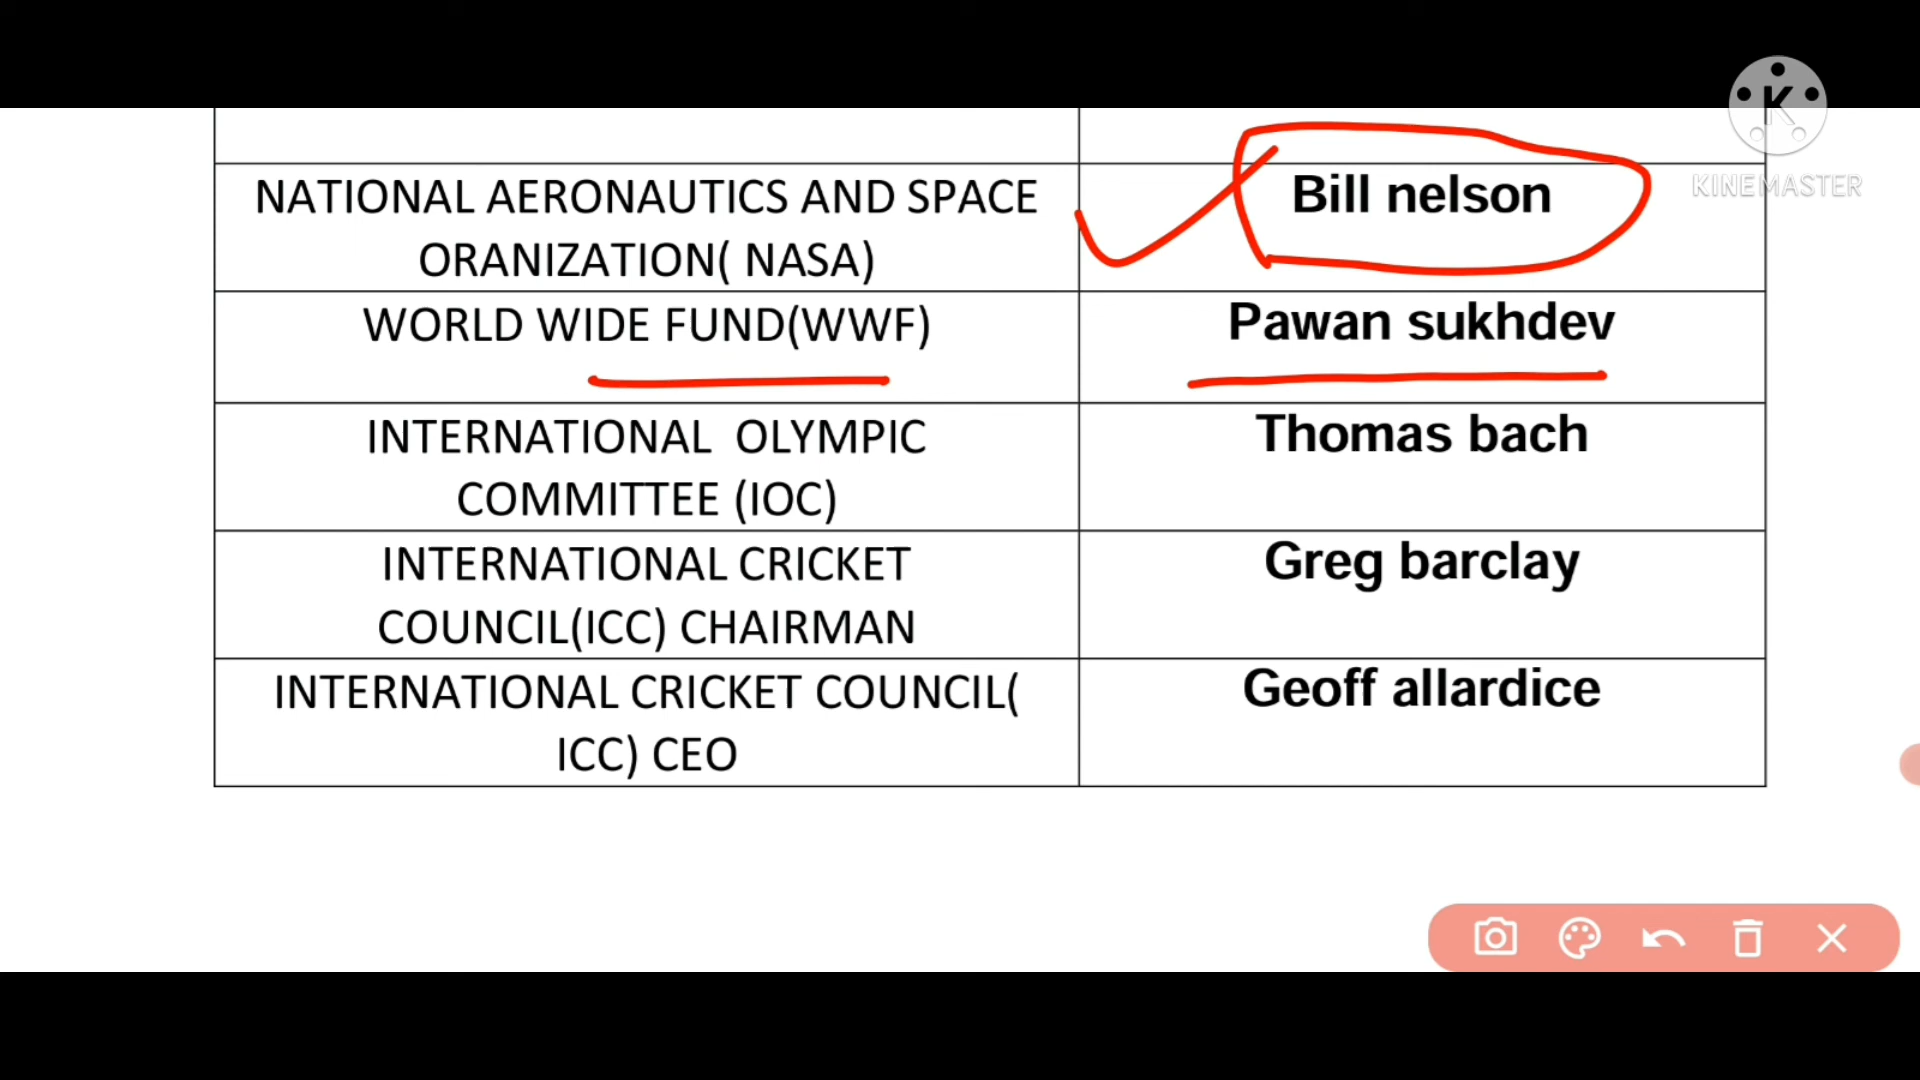 KINEMASTER
NATIONAL AERONAUTICS AND SPACE
ORANIZATION( NASA)
Bill nelson
WORLD WIDE FUND(WWF)
Pawan sukhdev
INTERNATIONAL  OLYMPIC
COMMITTEE (IOC)
Thomas bach
INTERNATIONAL CRICKET
COUNCIL(ICC) CHAIRMAN
Greg barclay
INTERNATIONAL CRICKET COUNCIL(
ICC) CEO
Geoff allardice